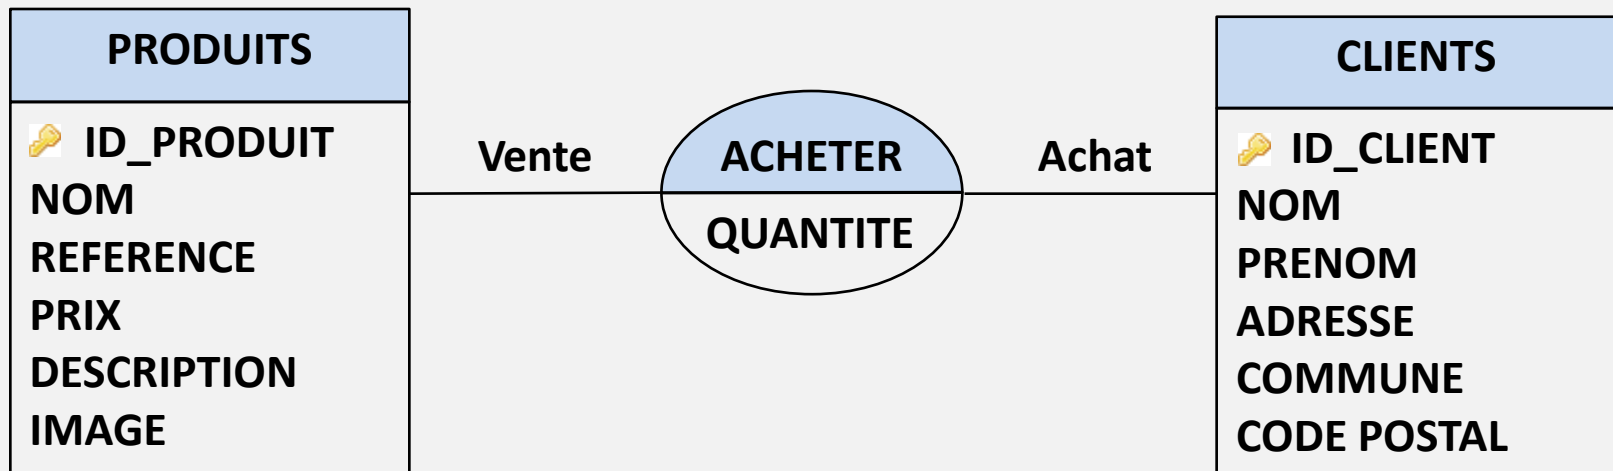 PRODUITS
ID_PRODUIT
NOM
REFERENCE
PRIX
DESCRIPTION
IMAGE
Vente
ACHETER
QUANTITE
Achat
CLIENTS
ID_CLIENT
NOM
PRENOM
ADRESSE
COMMUNE
CODE POSTAL